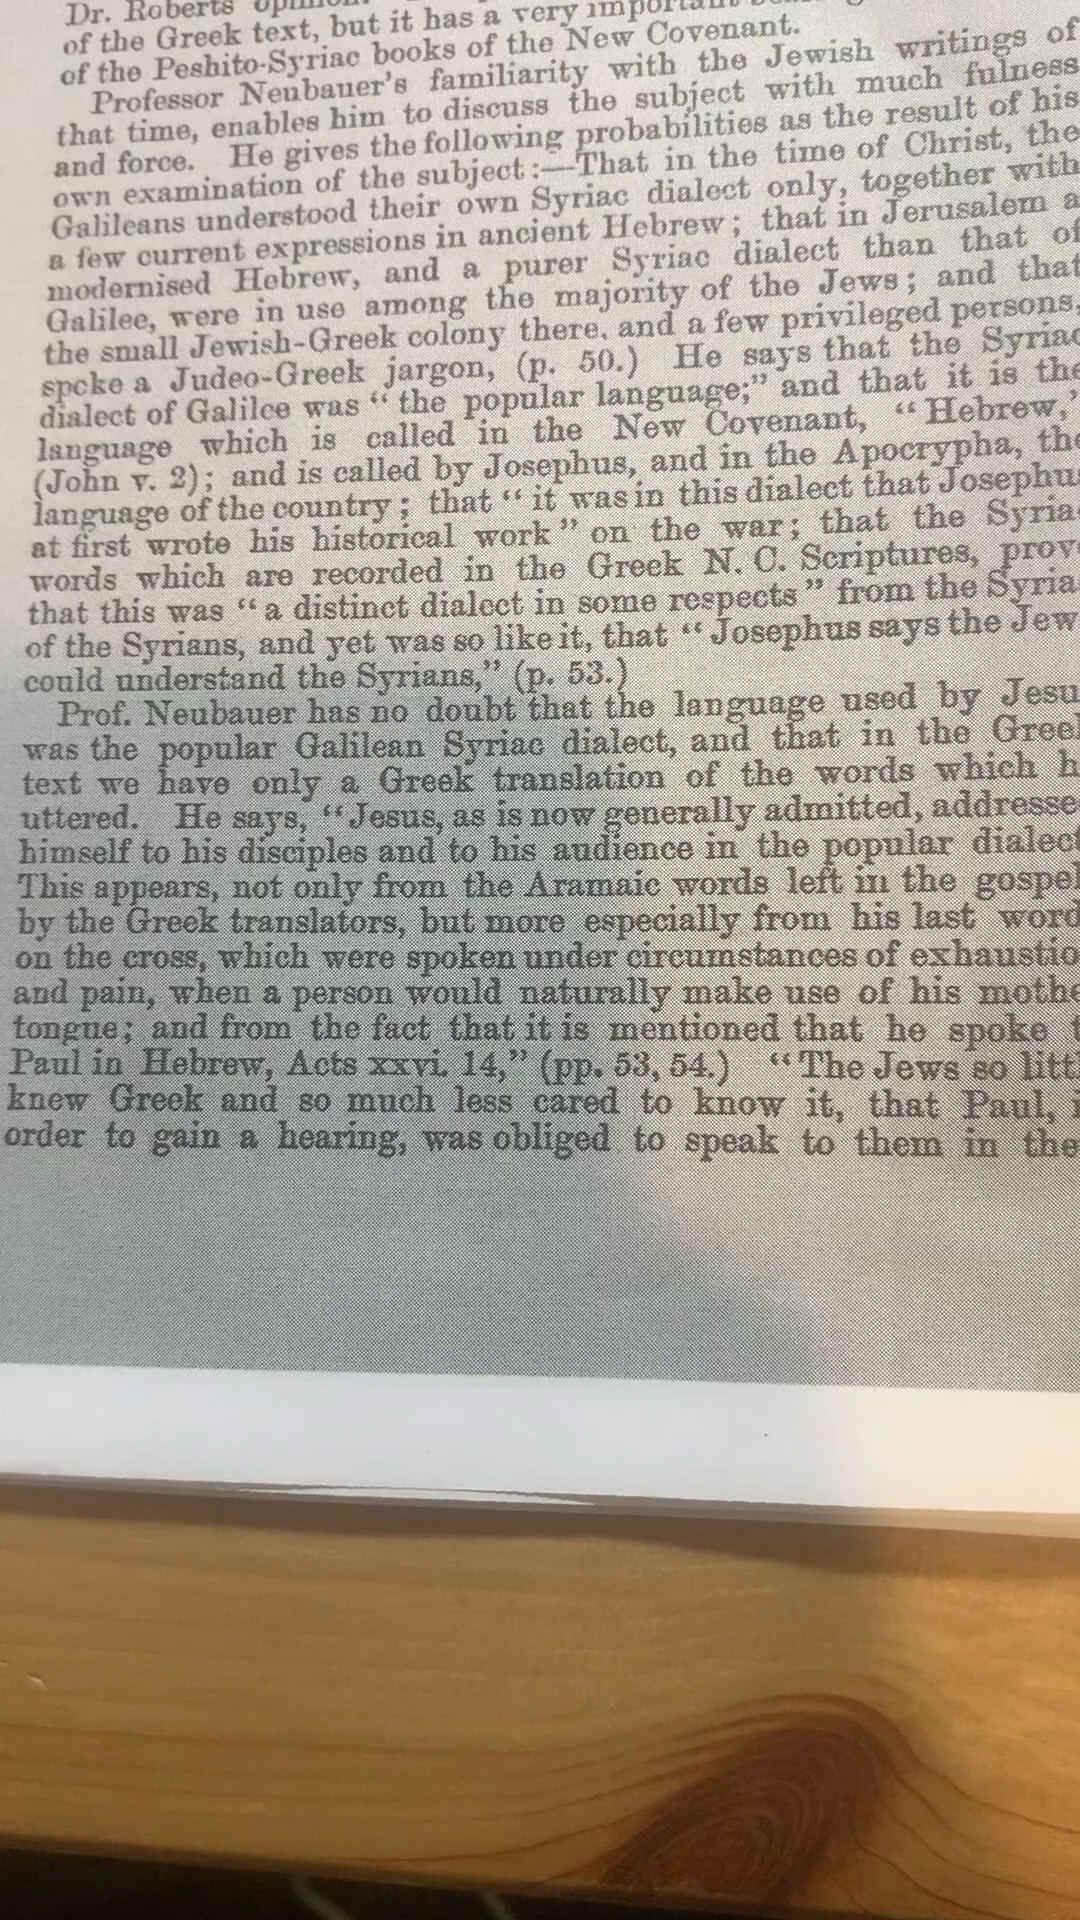 Dr. Roberts
of the Greek text, but it has a very
of the Peshito-Syriac books of the New Covenant.
Professor Neubauer's familiarity with the Jewish writings of
that time, enables him to discuss the subject with much fulness
and force. He gives the following probabilities as the result of his
own examination of the subject:—That in the time of Christ, the
Galileans understood their own Syriac dialect only, together with
a few current expressions in ancient Hebrew; that in Jerusalem a
modernised Hebrew, and a purer Syriac dialect than that of
Galilee, were in use among the majority of the Jews; and that
the small Jewish-Greek colony there, and a few privileged persons,
spoke a Judeo-Greek jargon, (p. 50.) He says that the Syriac
dialect of Galilee was "the popular language;" and that it is the
language which is called in the New Covenant, "Hebrew,"
(John v. 2); and is called by Josephus, and in the Apocrypha, the
language of the country; that "it was in this dialect that Josephus
at first wrote his historical work" on the war; that the Syria
words which are recorded in the Greek N. C. Scriptures, prov
that this was "a distinct dialect in some respects" from the Syria
of the Syrians, and yet was so like it, that "Josephus says the Jew
could understand the Syrians," (p. 53.)
Prof. Neubauer has no doubt that the language used by Jesu
was the popular Galilean Syriac dialect, and that in the Greek
text we have only a Greek translation of the words which h
uttered. He says, "Jesus, as is now generally admitted, addresse
himself to his disciples and to his audience in the popular dialect
This appears, not only from the Aramaic words left in the gospel
by the Greek translators, but more especially from his last word
on the cross, which were spoken under circumstances of exhaustio
and pain, when a person would naturally make use of his mothe
tongue; and from the fact that it is mentioned that he spoke t
Paul in Hebrew, Acts xxvi. 14," (pp. 53, 54.) "The Jews so littl
knew Greek and so much less cared to know it, that Paul, i
order to gain a hearing, was obliged to speak to them in the